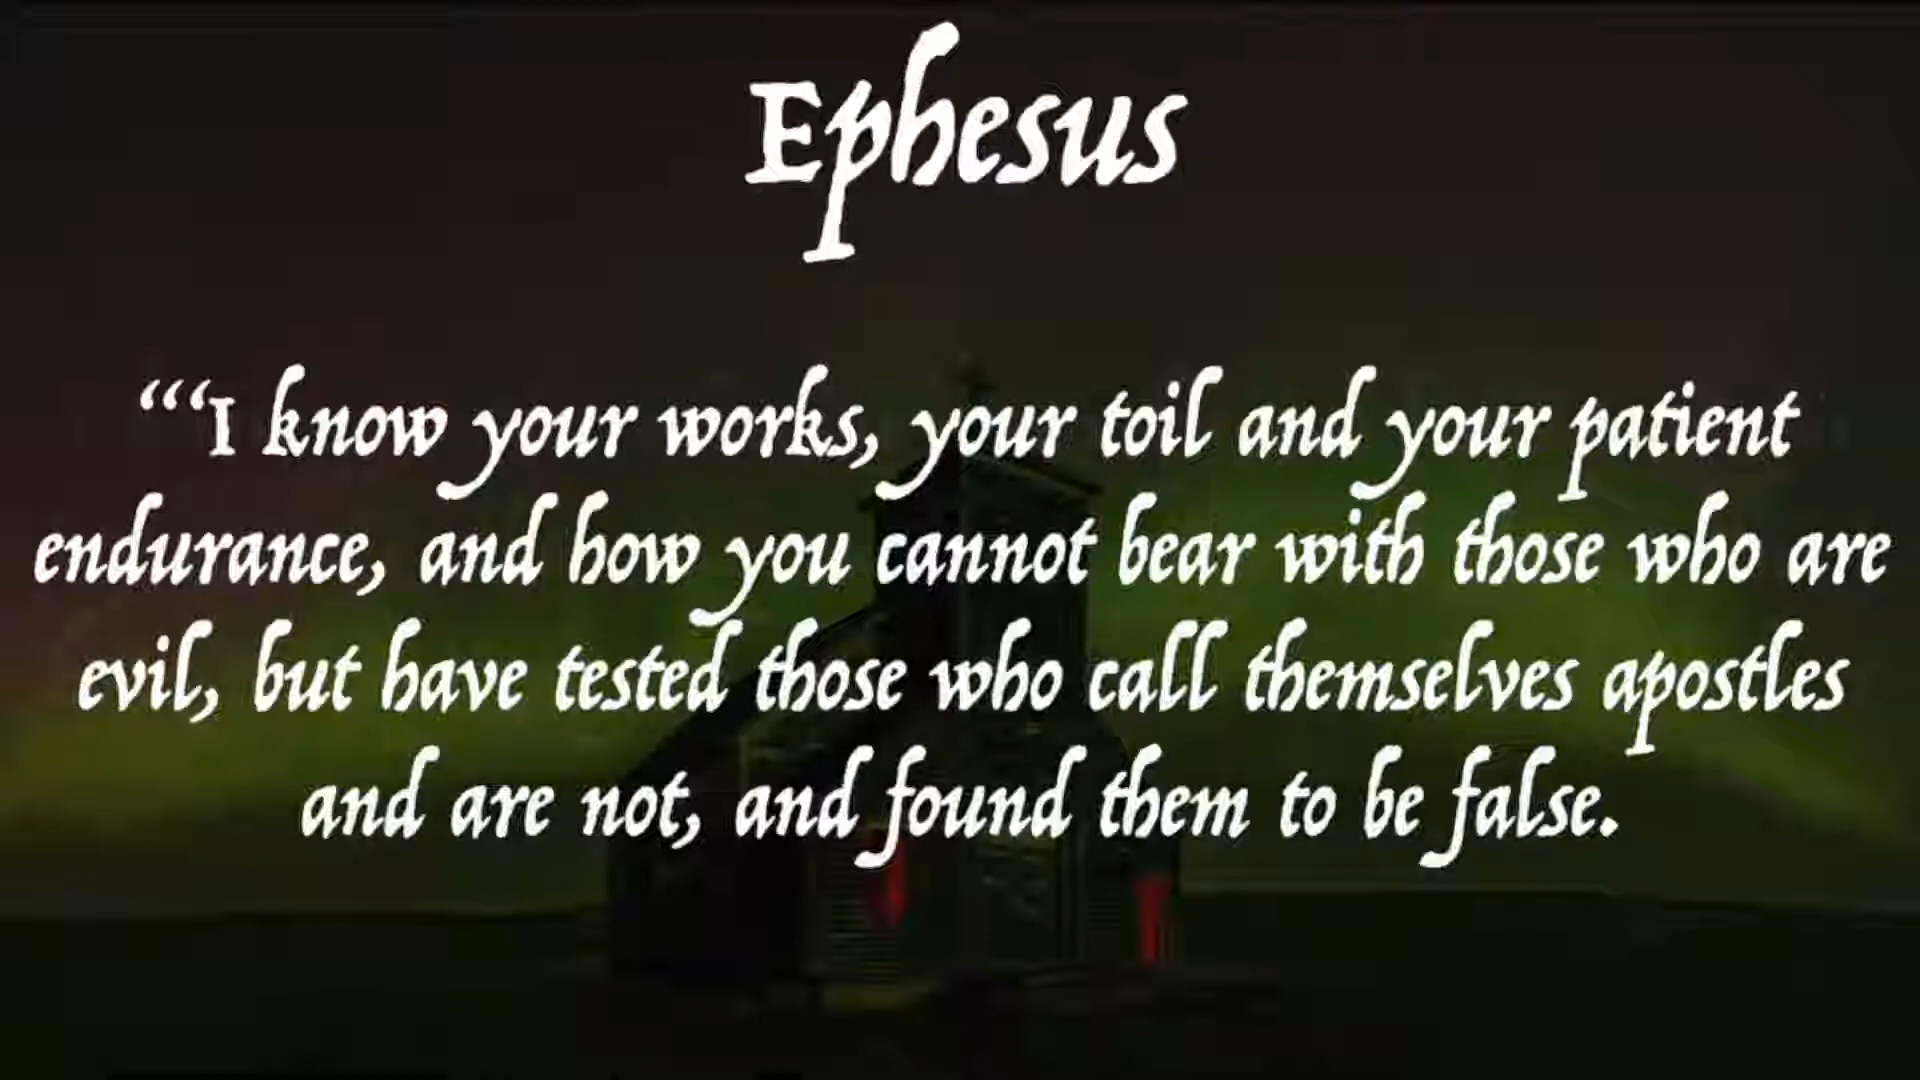 Ephesus
“‘I know your works, your toil and your patient
endurance, and how you cannot bear with those who are
evil, but have tested those who call themselves apostles
and are not, and found them to be false.